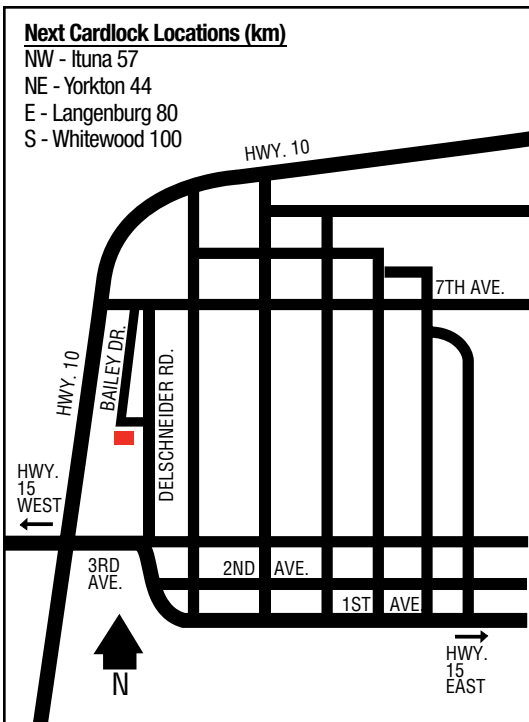 Next Cardlock Locations (km)
NW - Ituna 57
NE - Yorkton 44
E - Langenburg 80
S - Whitewood 100
HWY. 10
7TH AVE.
BAILEY DR.
DELSCHNEIDER RD.
HWY. 10
HWY.
15
WEST
3RD
AVE.
2ND AVE.
1ST AVE.
HWY.
15
EAST
N